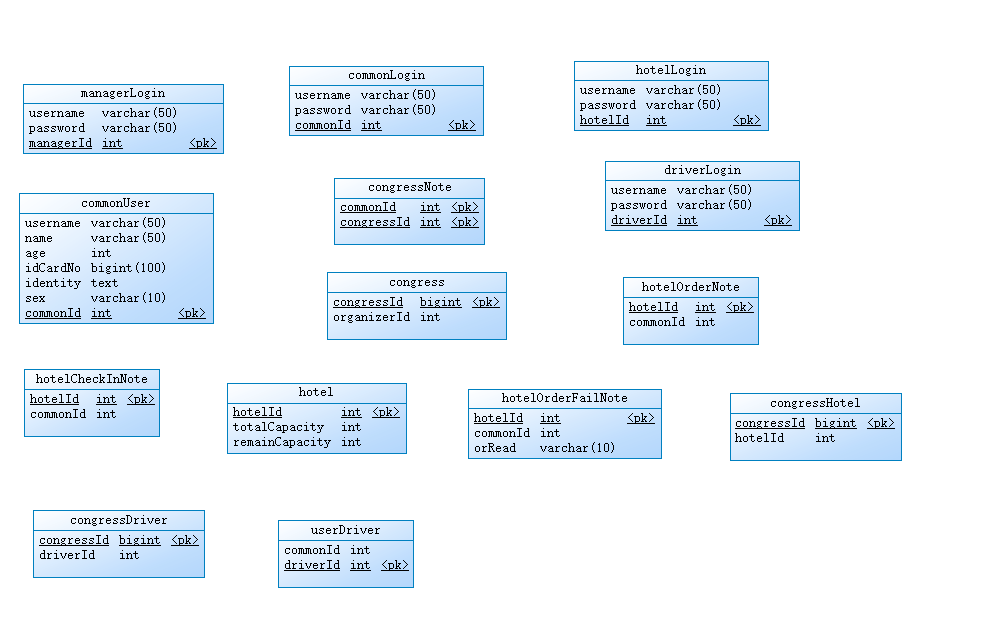 managerLogin
username varchar(50)
password varchar(50)
managerId int <pk>
commonLogin
username varchar(50)
password varchar(50)
commonId int <pk>
hotelLogin
username varchar(50)
password varchar(50)
hotelId int <pk>
commonUser
username varchar(50)
name varchar(50)
age int
idCardNo bigint(100)
identity text
sex varchar(10)
commonId int <pk>
congressNote
commonId int <pk>
congressId int <pk>
driverLogin
username varchar(50)
password varchar(50)
driverId int <pk>
congress
congressId bigint <pk>
organizerId int
hotelOrderNote
hotelId int <pk>
commonId int
hotelCheckInNote
hotelId int <pk>
commonId int
hotel
hotelId int <pk>
totalCapacity int
remainCapacity int
hotelOrderFailNote
hotelId int <pk>
commonId int
orRead varchar(10)
congressHotel
congressId bigint <pk>
hotelId int
congressDriver
congressId bigint <pk>
driverId int
userDriver
commonId int
driverId int <pk>